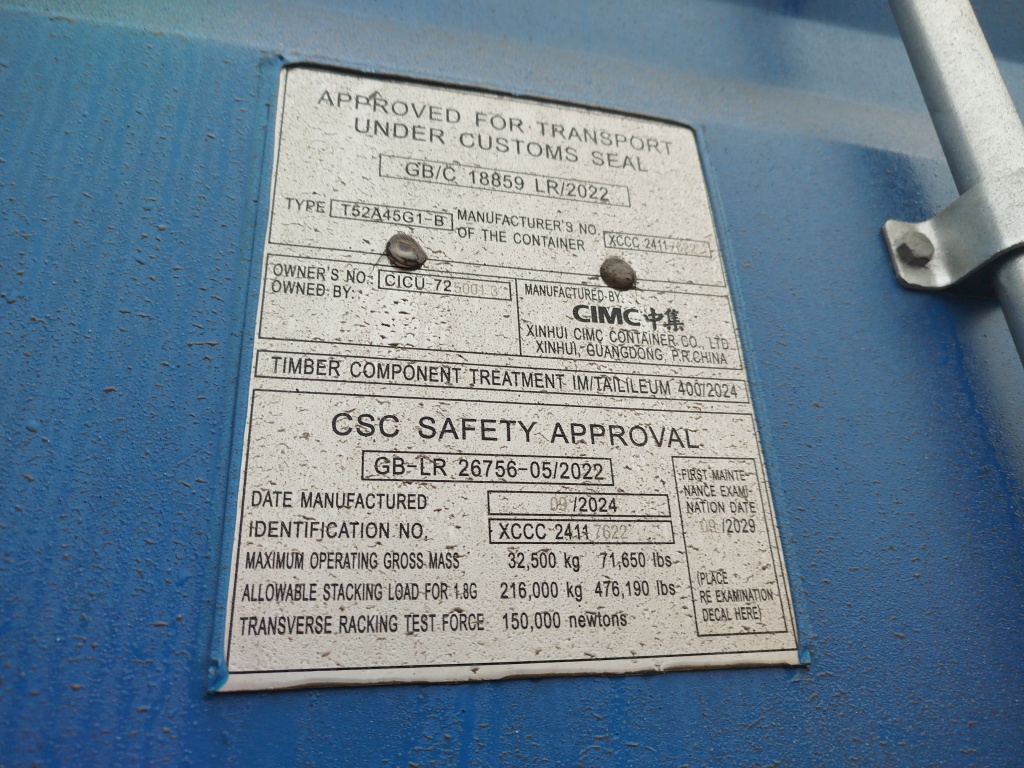 APPROVED FOR TRANSPORT
UNDER CUSTOMS SEAL
GB/C 18859 LR/2022
TYPE T52A45G1-B MANUFACTURER'S NO.
OF THE CONTAINER XCCC 2411
OWNER'S NO: CICU 72
OWNED BY:
MANUFACTURED BY:
CIMC 中集
XINHUI CIMC CONTAINER CO., LTD
XINHUI, GUANGDONG P.R.CHINA
TIMBER COMPONENT TREATMENT IM/TAILILEUM 400/2024
CSC SAFETY APPROVAL
GB-LR 26756-05/2022
DATE MANUFACTURED 09/2024
IDENTIFICATION NO. XCCC 2411 7622
MAXIMUM OPERATING GROSS MASS 32,500 kg 71,650 lbs
ALLOWABLE STACKING LOAD FOR 1.8G 216,000 kg 476,190 lbs
TRANSVERSE RACKING TEST FORCE 150,000 newtons
FIRST MAINTE-
NANCE EXAMI-
NATION DATE
09/2029
(PLACE
RE EXAMINATION
DECAL HERE)